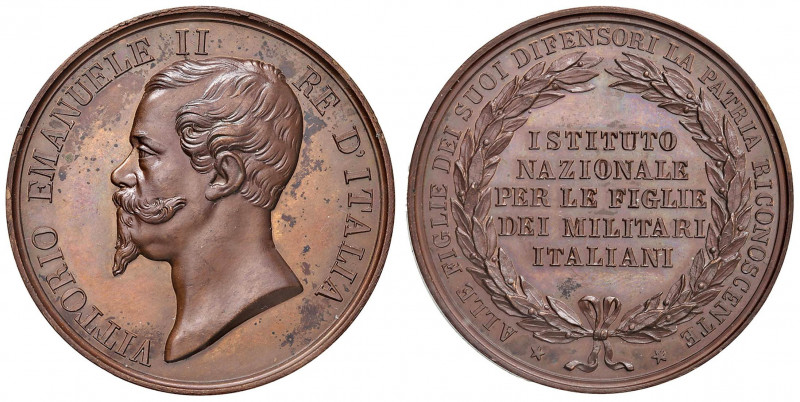 VITTORIO EMANUELE II RE D'ITALIA
ALLE FIGLIE DEI SUOI DIFENSORI LA PATRIA RICONOSCENTE
ISTITUTO
NAZIONALE
PER LE FIGLIE
DEI MILITARI
ITALIANI